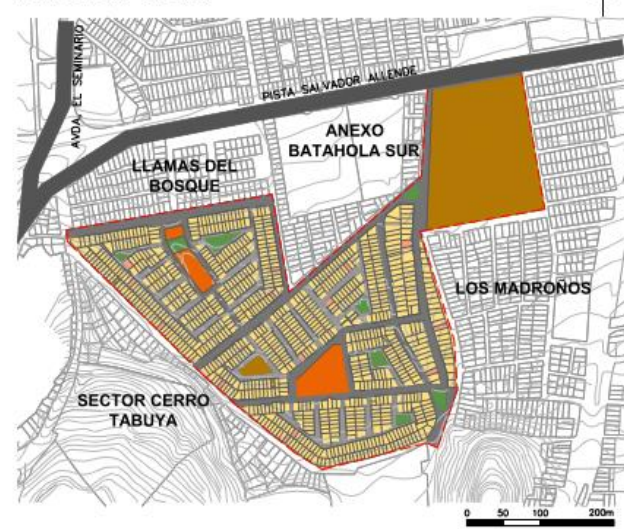 AVDA. EL SEMINARIO
PISTA SALVADOR ALLENDE
ANEXO
BATAHOLA SUR
LLAMAS DEL
BOSQUE
LOS MADROÑOS
SECTOR CERRO
TABUYA
0 50 100 200m